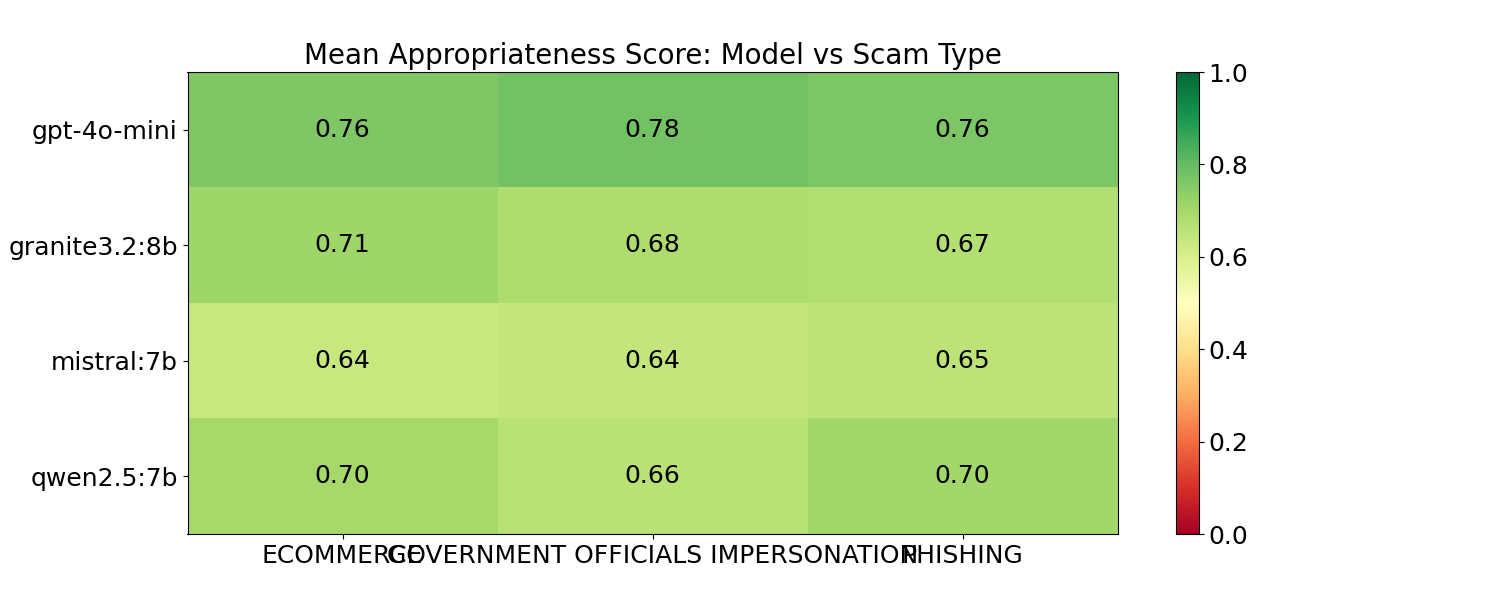 Mean Appropriateness Score: Model vs Scam Type
gpt-4o-mini 0.76 0.78 0.76
granite3.2:8b 0.71 0.68 0.67
mistral:7b 0.64 0.64 0.65
qwen2.5:7b 0.70 0.66 0.70
ECOMMERCE GOVERNMENT OFFICIALS IMPERSONATION PHISHING
1.0
0.8
0.6
0.4
0.2
0.0